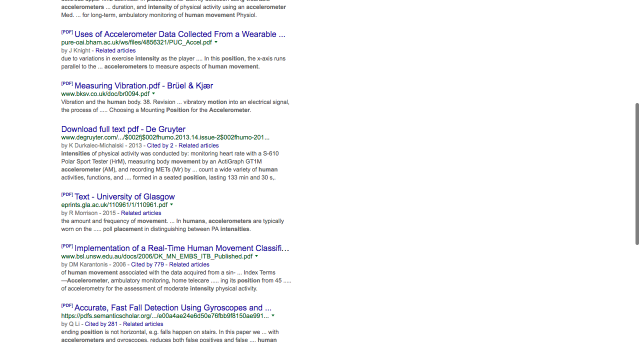 accelerometers ... duration, and intensity of physical activity using an accelerometer
Med. ... for long-term, ambulatory monitoring of human movement Physiol.
[PDF] Uses of Accelerometer Data Collected From a Wearable ...
pure-oai.bham.ac.uk/ws/files/4856321/PUC_Accel.pdf
by J Knight - Related articles
due to variations in exercise intensity as the player .... In this position, the x-axis runs
parallel to the ... accelerometers to measure aspects of human movement.
[PDF] Measuring Vibration.pdf - Brüel & Kjær
www.bksv.co.uk/doc/br0094.pdf
Vibration and the human body. 38. Revision ... vibratory motion into an electrical signal,
the process of .... Choosing a Mounting Position for the Accelerometer.
Download full text pdf - De Gruyter
www.degruyter.com/.../$002fj$002fhumo.2013.14.issue-2$002fhumo-201...
by K Durkalec-Michalski - 2013 - Cited by 2 - Related articles
intensities of physical activity was conducted by: monitoring heart rate with a S-610
Polar Sport Tester (HrM), measuring body movement by an ActiGraph GT1M
accelerometer (AM), and recording METs (Mr) by ... count a wide variety of human
activities, functions, and .... formed in a seated position, lasting 133 min and 30 s,.
[PDF] Text - University of Glasgow
eprints.gla.ac.uk/110961/1/110961.pdf
by R Morrison - 2015 - Related articles
the amount and frequency of movement. ... In humans, accelerometers are typically
worn on the ..... poll placement in distinguishing between PA intensities.
[PDF] Implementation of a Real-Time Human Movement Classifi...
www.bsl.unsw.edu.au/docs/2006/DK_MN_EMBS_ITB_Published.pdf
by DM Karantonis - 2006 - Cited by 779 - Related articles
of human movement associated with the data acquired from a sin- ... Index Terms
—Accelerometer, ambulatory monitoring, home telecare ..... ing its position from 45 ....
of accelerometry for the assessment of moderate intensity physical activity.
[PDF] Accurate, Fast Fall Detection Using Gyroscopes and ...
by Q Li - Cited by 281 - Related articles
ending position is not horizontal, e.g. falls happen on stairs. In this paper we ... with
accelerometers and gyroscopes, reduces both false positives and false .... human